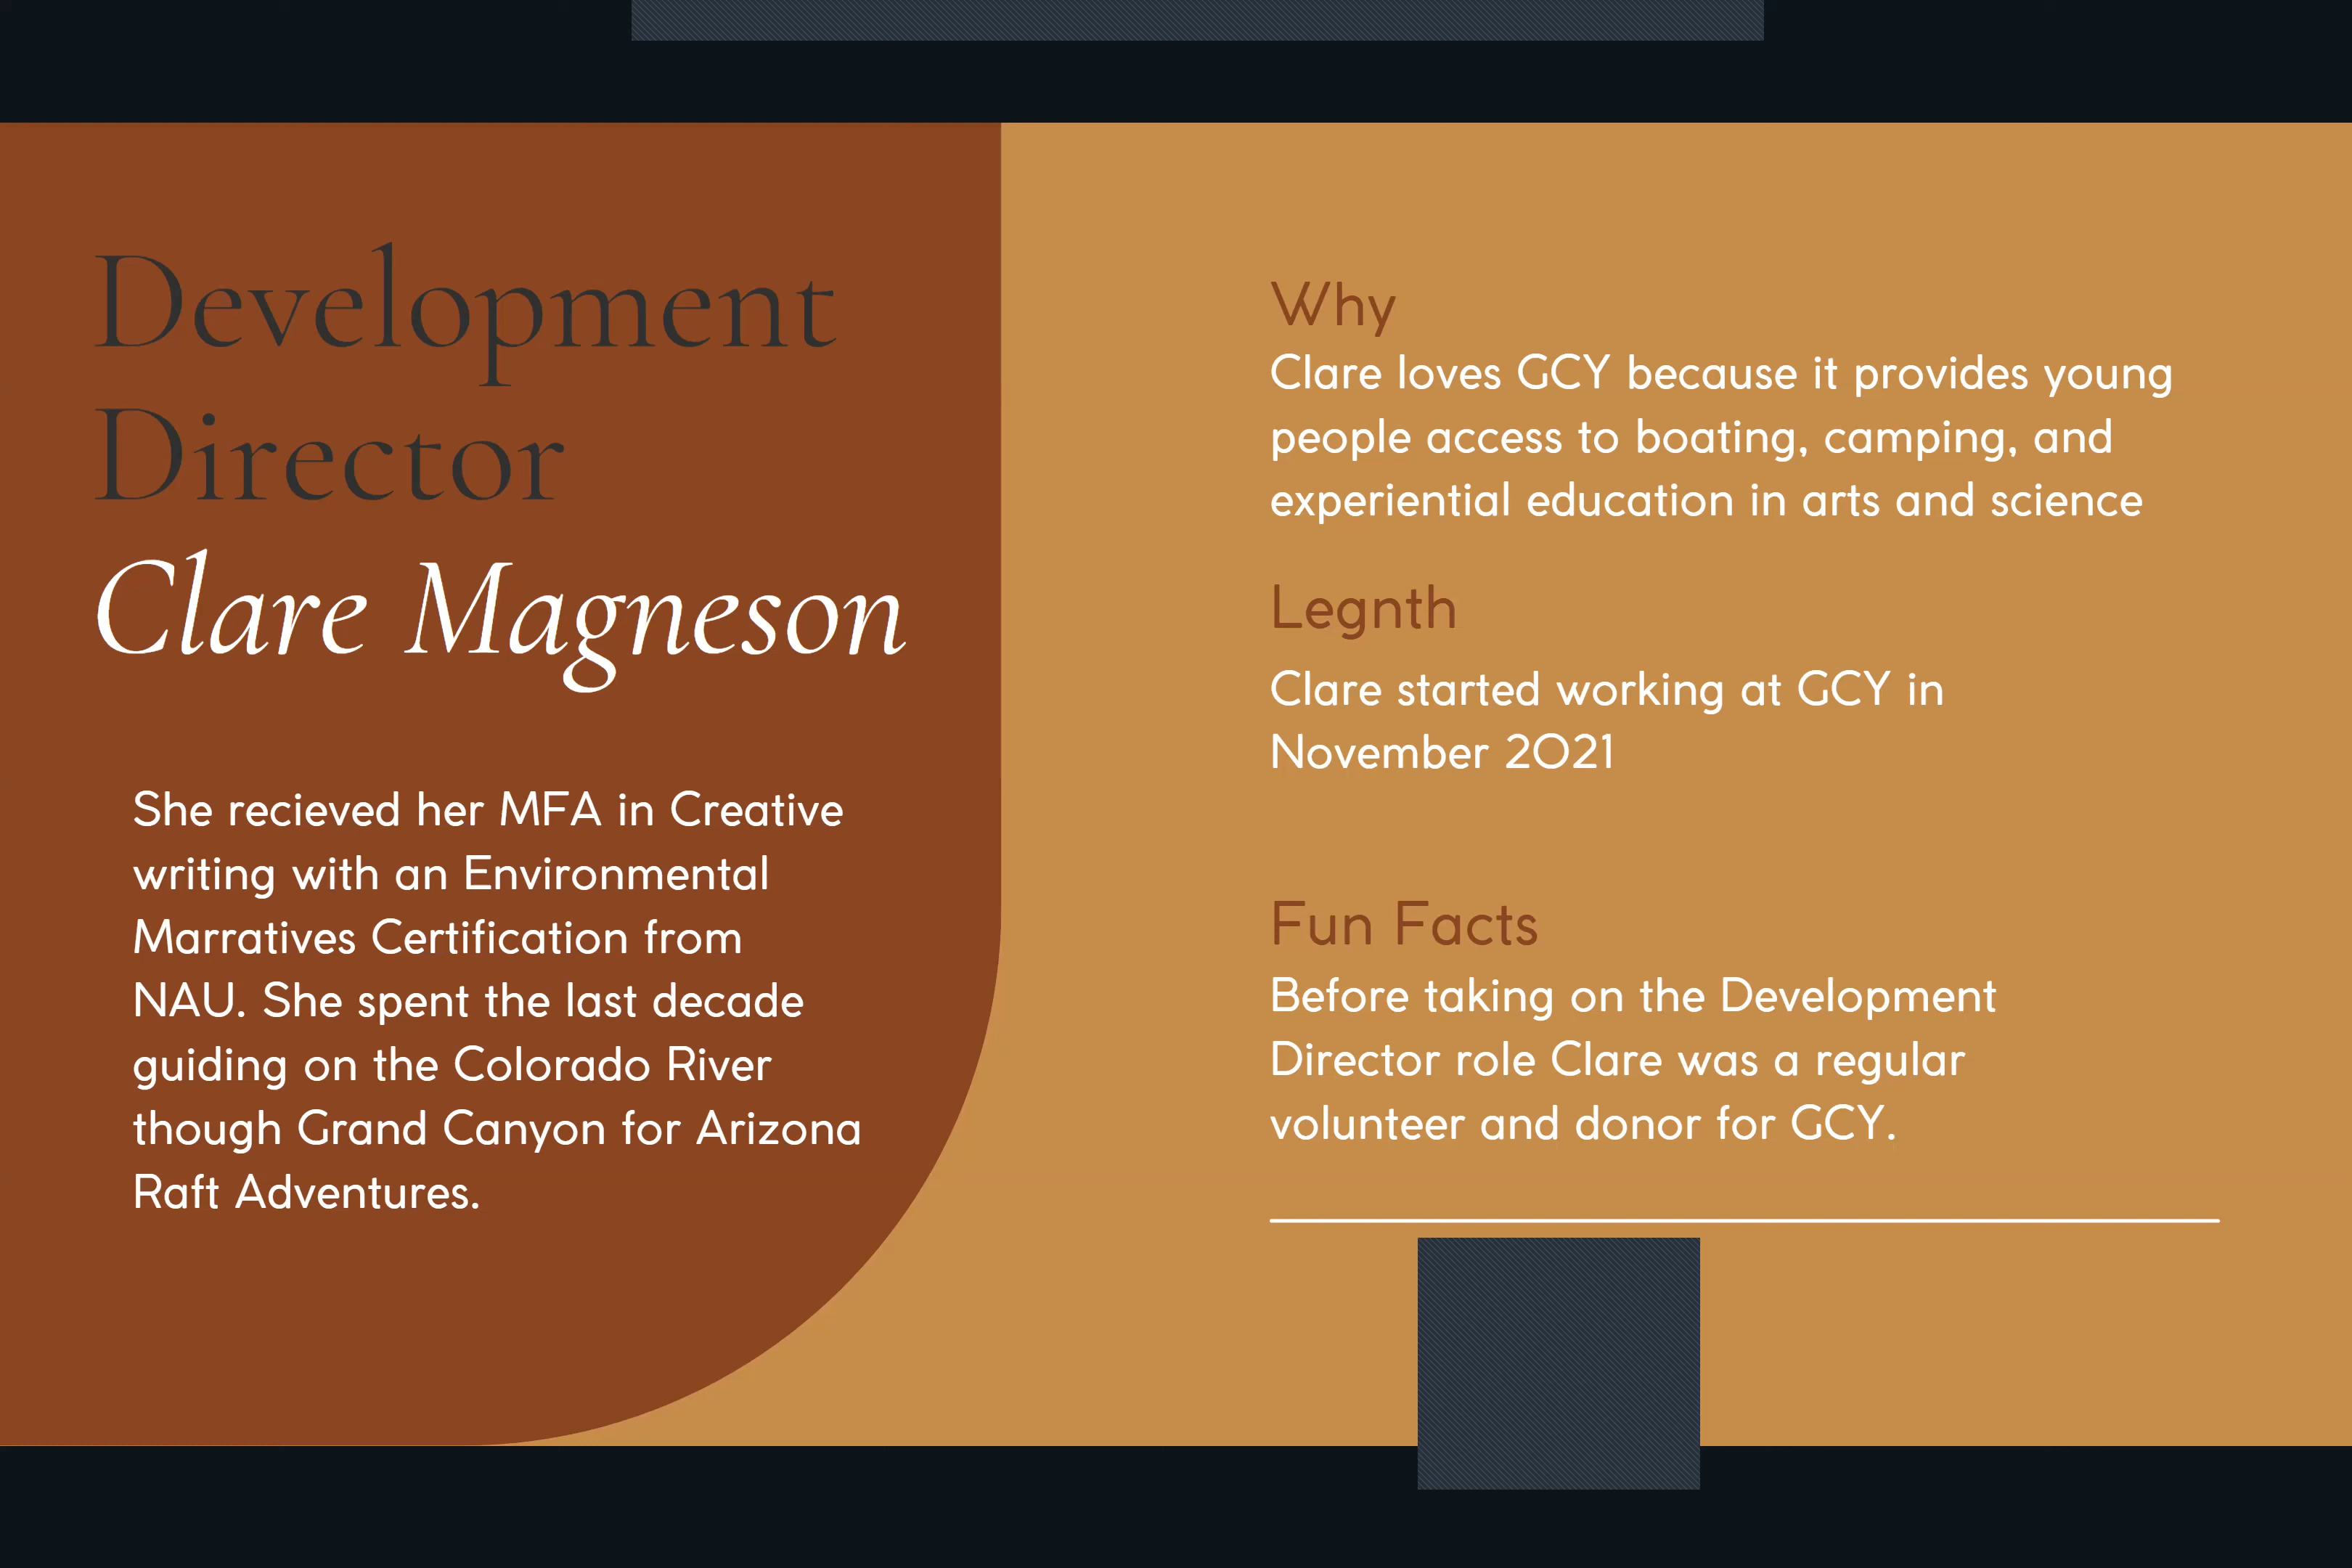 Development
Director
Clare Magneson
She recieved her MFA in Creative
writing with an Environmental
Marratives Certification from
NAU. She spent the last decade
guiding on the Colorado River
though Grand Canyon for Arizona
Raft Adventures.
Why
Clare loves GCY because it provides young
people access to boating, camping, and
experiential education in arts and science
Legnth
Clare started working at GCY in
November 2021
Fun Facts
Before taking on the Development
Director role Clare was a regular
volunteer and donor for GCY.